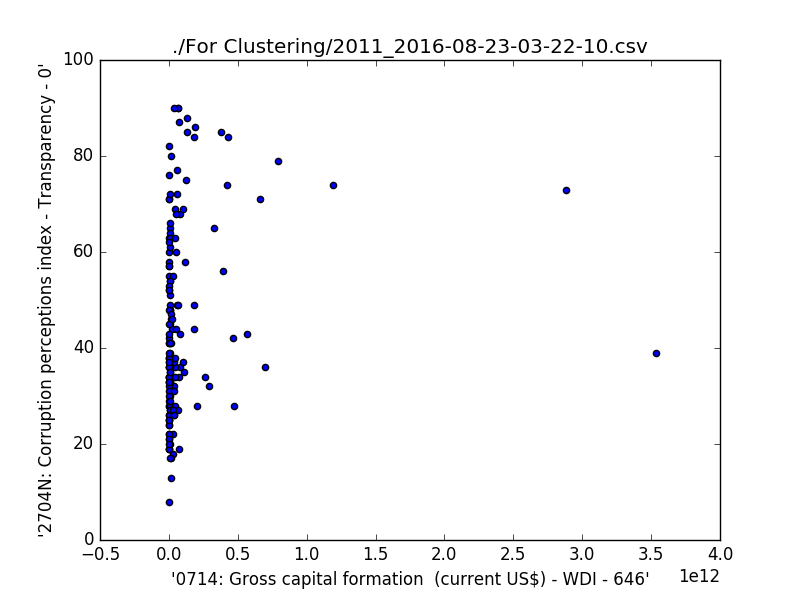 ./For Clustering/2011_2016-08-23-03-22-10.csv
100
80
60
40
20
0
'2704N: Corruption perceptions index - Transparency - 0'
−0.5 0.0 0.5 1.0 1.5 2.0 2.5 3.0 3.5 4.0
1e12
'0714: Gross capital formation  (current US$) - WDI - 646'